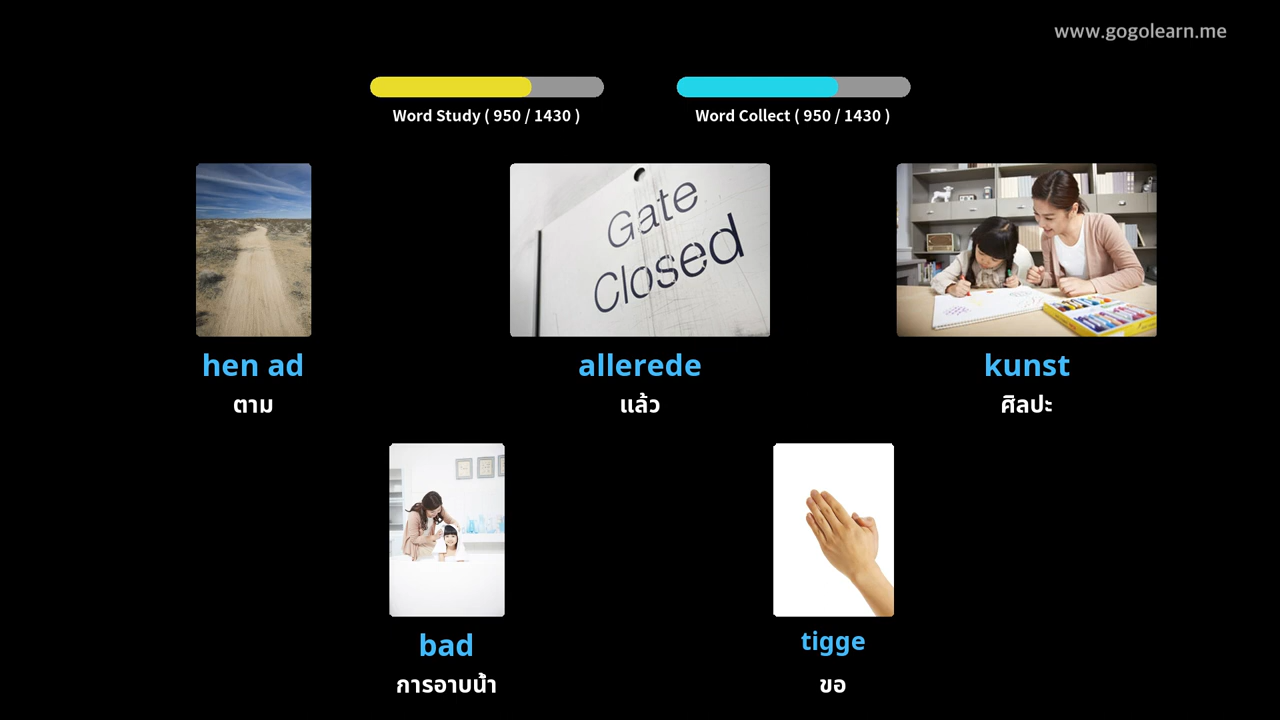 www.gogolearn.me
Word Study ( 950 / 1430 )
Word Collect ( 950 / 1430 )
Gate
Closed
hen ad
ตาม
allerede
แล้ว
kunst
ศิลปะ
bad
การอาบน้ำ
tigge
ขอ